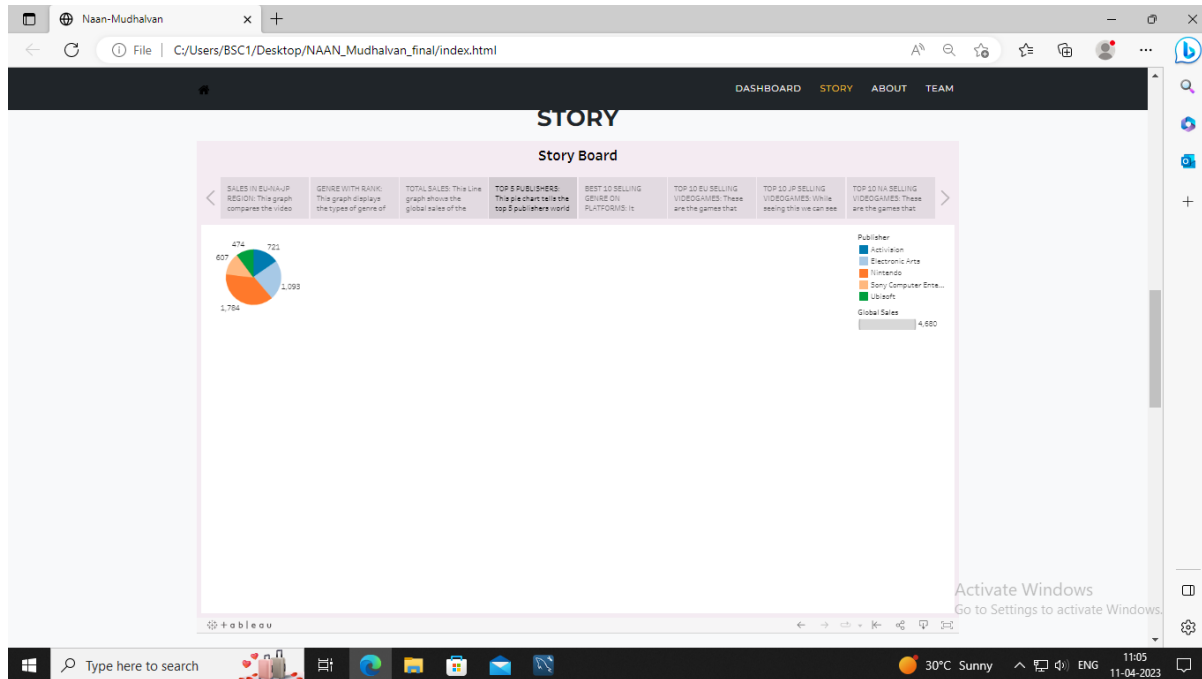 Naan-Mudhalvan
File | C:/Users/BSC1/Desktop/NAAN_Mudhalvan_final/index.html
DASHBOARD STORY ABOUT TEAM
STORY
Story Board
SALES IN EU-NA-JP
REGION: This graph
compares the video
GENRE WITH RANK:
This graph displays
the types of genre of
TOTAL SALES: This Line
graph shows the
global sales of the
TOP 5 PUBLISHERS:
This pie chart tells the
top 5 publishers world
BEST 10 SELLING
GENRE ON
PLATFORMS: It
TOP 10 EU SELLING
VIDEOGAMES: These
are the games that
TOP 10 JP SELLING
VIDEOGAMES: While
seeing this we can see
TOP 10 NA SELLING
VIDEOGAMES: These
are the games that
474
721
607
1,093
1,784
Publisher
Activision
Electronic Arts
Nintendo
Sony Computer Ente...
Ubisoft
Global Sales
4,680
+ableau
Activate Windows
Go to Settings to activate Windows.
Type here to search
30°C Sunny
ENG
11:05
11-04-2023